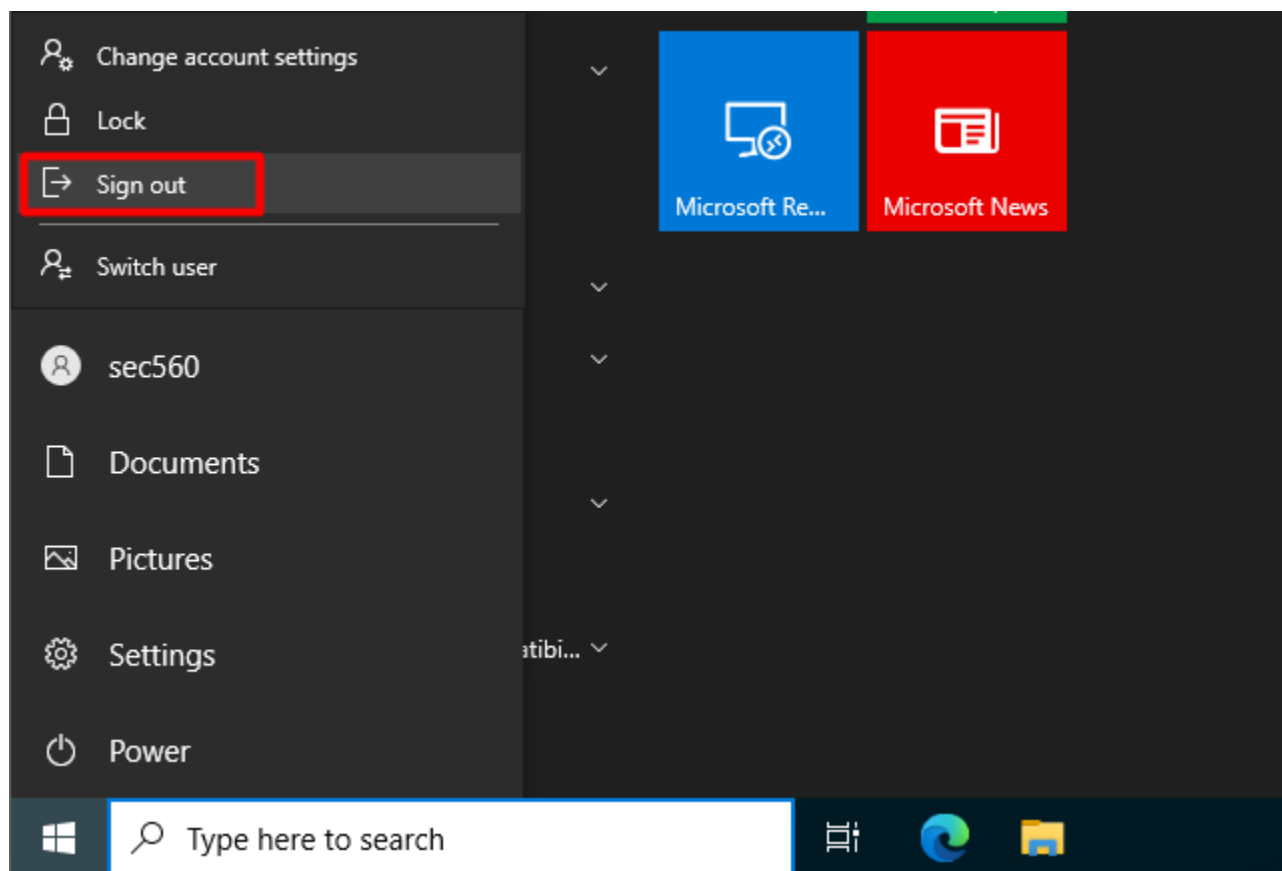 Change account settings
Lock
Sign out
Switch user
sec560
Documents
Pictures
Settings
Power
Microsoft Re...
Microsoft News
atibi...
Type here to search